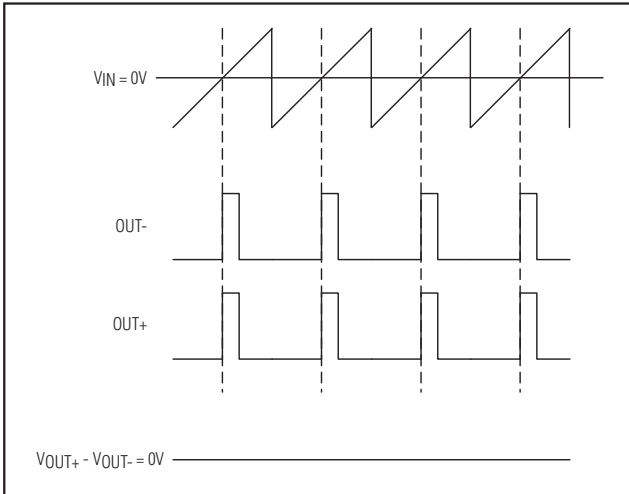 VIN = 0V
OUT-
OUT+
VOUT+ - VOUT- = 0V